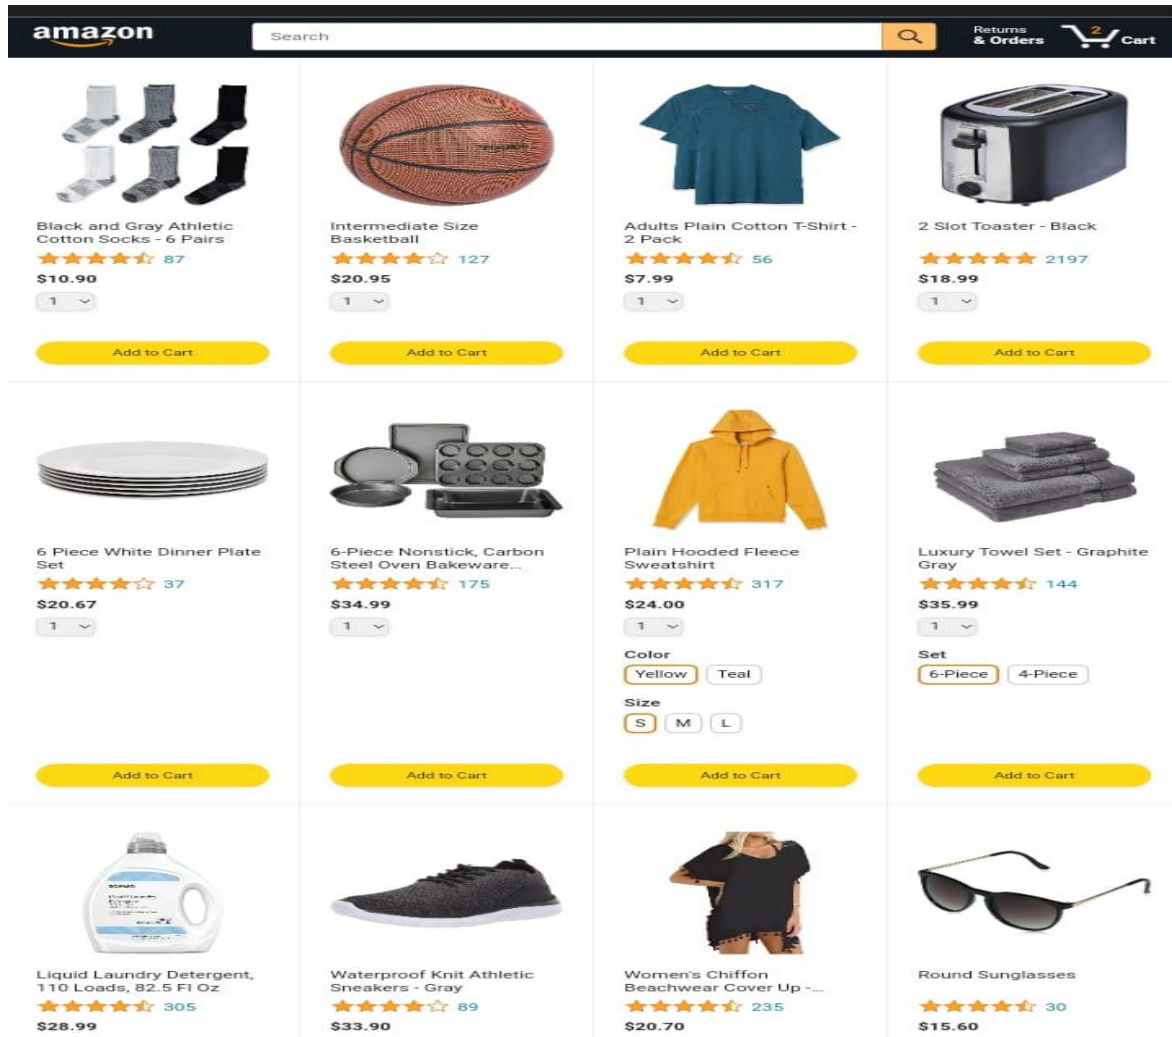 amazon
Search
Returns
& Orders
2
Cart
Black and Gray Athletic
Cotton Socks - 6 Pairs
87
$10.90
1
Add to Cart
Intermediate Size
Basketball
127
$20.95
1
Add to Cart
Adults Plain Cotton T-Shirt -
2 Pack
56
$7.99
1
Add to Cart
2 Slot Toaster - Black
2197
$18.99
1
Add to Cart
6 Piece White Dinner Plate
Set
37
$20.67
1
Add to Cart
6-Piece Nonstick, Carbon
Steel Oven Bakeware...
175
$34.99
1
Add to Cart
Plain Hooded Fleece
Sweatshirt
317
$24.00
1
Color
Yellow Teal
Size
S M L
Add to Cart
Luxury Towel Set - Graphite
Gray
144
$35.99
1
Set
6-Piece 4-Piece
Add to Cart
Liquid Laundry Detergent,
110 Loads, 82.5 Fl Oz
305
$28.99
Waterproof Knit Athletic
Sneakers - Gray
89
$33.90
Women's Chiffon
Beachwear Cover Up -...
235
$20.70
Round Sunglasses
30
$15.60